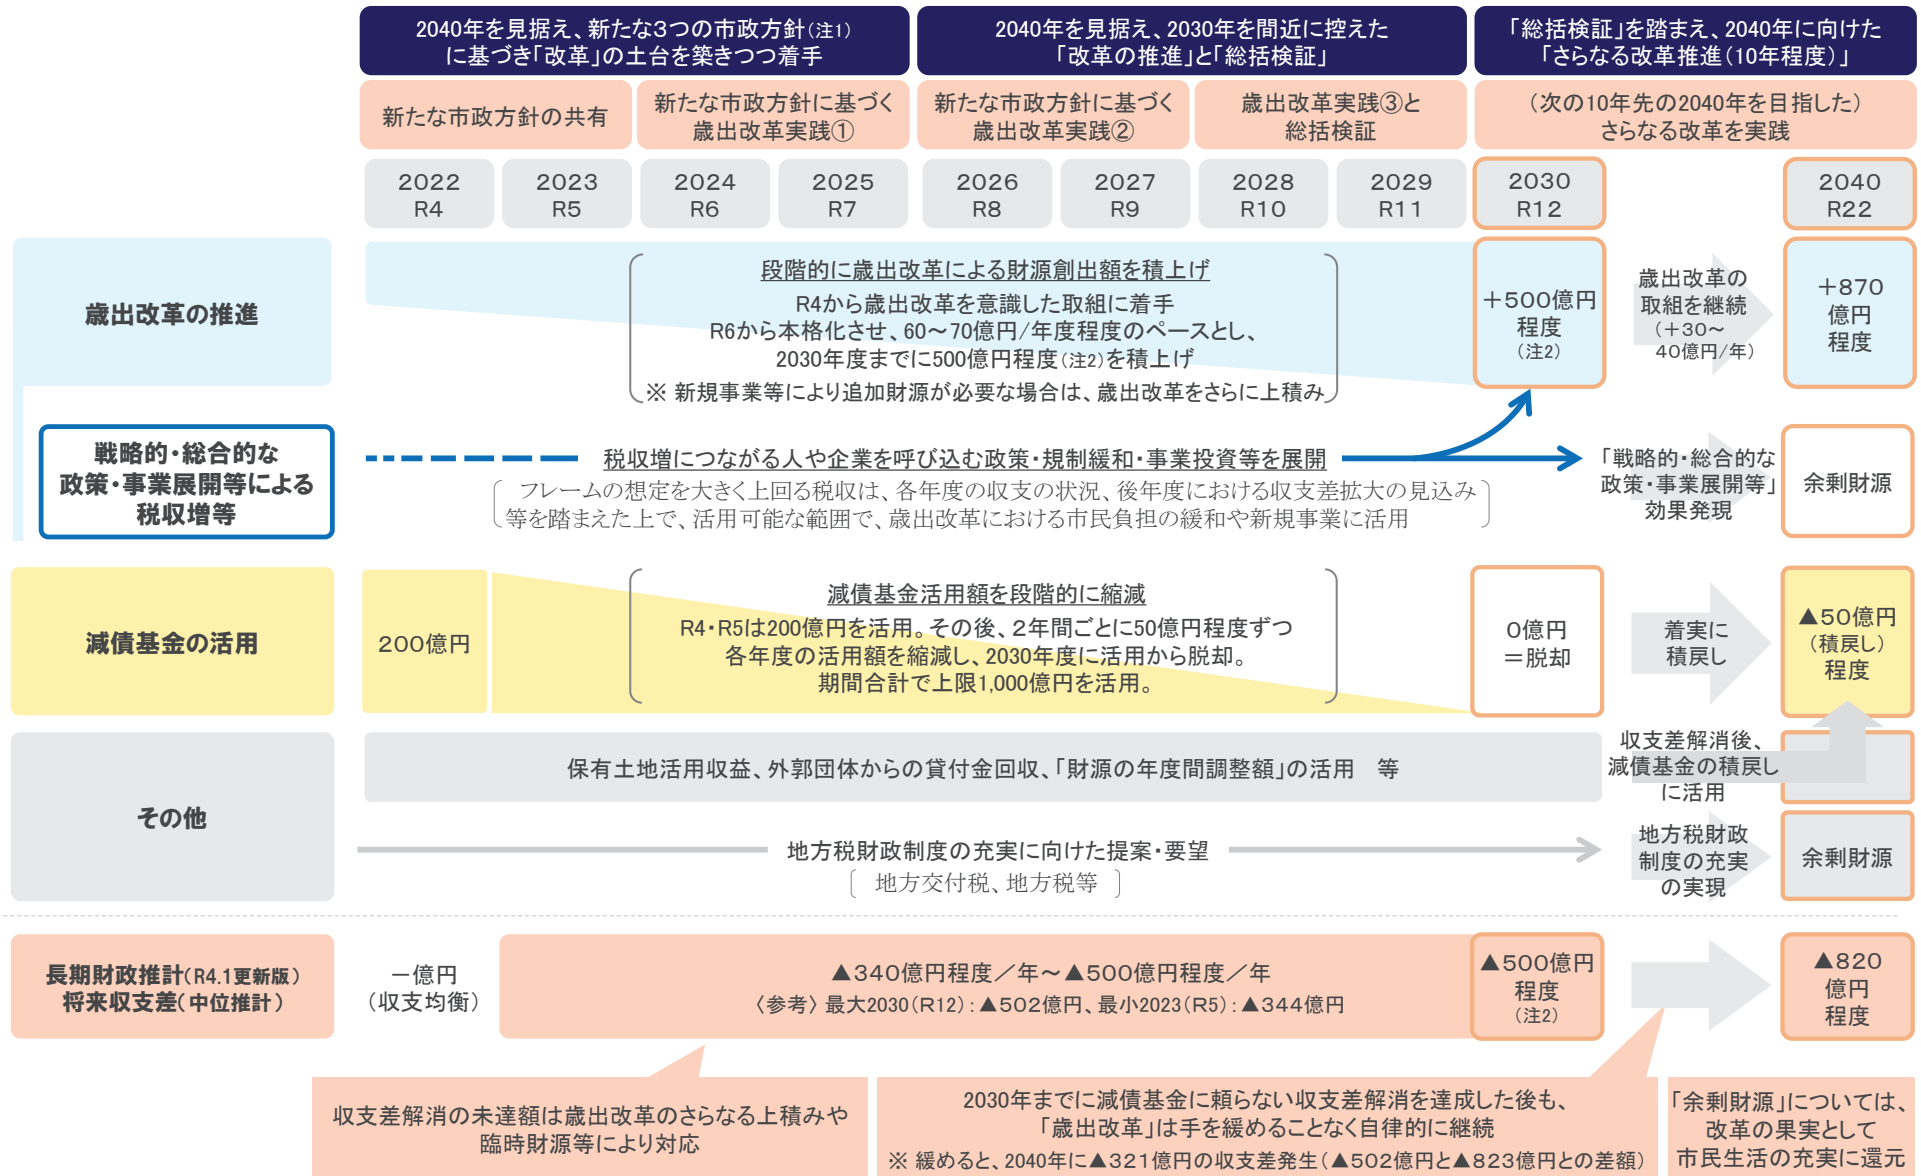 2040年を見据え、新たな3つの市政方針(注1)
に基づき「改革」の土台を築きつつ着手
2040年を見据え、2030年を間近に控えた
「改革の推進」と「総括検証」
「総括検証」を踏まえ、2040年に向けた
「さらなる改革推進(10年程度)」
新たな市政方針の共有
新たな市政方針に基づく
歳出改革実践①
新たな市政方針に基づく
歳出改革実践②
歳出改革実践③と
総括検証
(次の10年先の2040年を目指した)
さらなる改革を実践
2022
R4
2023
R5
2024
R6
2025
R7
2026
R8
2027
R9
2028
R10
2029
R11
2030
R12
2040
R22
歳出改革の推進
段階的に歳出改革による財源創出額を積上げ
R4から歳出改革を意識した取組に着手
R6から本格化させ、60～70億円/年度程度のペースとし、
2030年度までに500億円程度(注2)を積上げ
※ 新規事業等により追加財源が必要な場合は、歳出改革をさらに上積み
＋500億円
程度
(注2)
歳出改革の
取組を継続
(＋30～
40億円/年)
＋870
億円
程度
戦略的・総合的な
政策・事業展開等による
税収増等
税収増につながる人や企業を呼び込む政策・規制緩和・事業投資等を展開
フレームの想定を大きく上回る税収は、各年度の収支の状況、後年度における収支差拡大の見込み
等を踏まえた上で、活用可能な範囲で、歳出改革における市民負担の緩和や新規事業に活用
「戦略的・総合的な
政策・事業展開等」
効果発現
余剰財源
減債基金の活用
200億円
減債基金活用額を段階的に縮減
R4・R5は200億円を活用。その後、2年間ごとに50億円程度ずつ
各年度の活用額を縮減し、2030年度に活用から脱却。
期間合計で上限1,000億円を活用。
0億円
＝脱却
着実に
積戻し
▲50億円
(積戻し)
程度
その他
保有土地活用収益、外郭団体からの貸付金回収、「財源の年度間調整額」の活用　等
収支差解消後、
減債基金の積戻し
に活用
地方税財政制度の充実に向けた提案・要望
〔 地方交付税、地方税等 〕
地方税財政
制度の充実
の実現
余剰財源
長期財政推計(R4.1更新版)
将来収支差(中位推計)
－億円
(収支均衡)
▲340億円程度／年～▲500億円程度／年
〈参考〉 最大2030(R12)：▲502億円、最小2023(R5)：▲344億円
▲500億円
程度
(注2)
▲820
億円
程度
収支差解消の未達額は歳出改革のさらなる上積みや
臨時財源等により対応
2030年までに減債基金に頼らない収支差解消を達成した後も、
「歳出改革」は手を緩めることなく自律的に継続
※ 緩めると、2040年に▲321億円の収支差発生(▲502億円と▲823億円との差額)
「余剰財源」については、
改革の果実として
市民生活の充実に還元